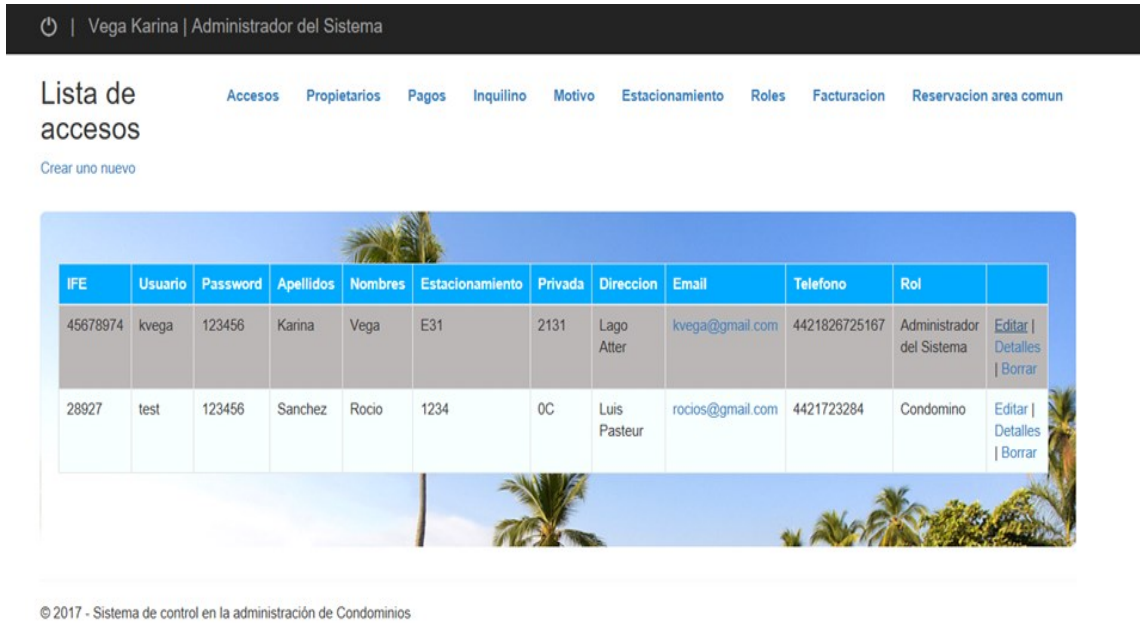 | Vega Karina | Administrador del Sistema
Lista de
accesos
Accesos Propietarios Pagos Inquilino Motivo Estacionamiento Roles Facturacion Reservacion area comun
Crear uno nuevo
IFE Usuario Password Apellidos Nombres Estacionamiento Privada Direccion Email Telefono Rol
45678974 kvega 123456 Karina Vega E31 2131 Lago Atter kvega@gmail.com 4421826725167 Administrador del Sistema Editar | Detalles | Borrar
28927 test 123456 Sanchez Rocio 1234 0C Luis Pasteur rocios@gmail.com 4421723284 Condomino Editar | Detalles | Borrar
© 2017 - Sistema de control en la administración de Condominios